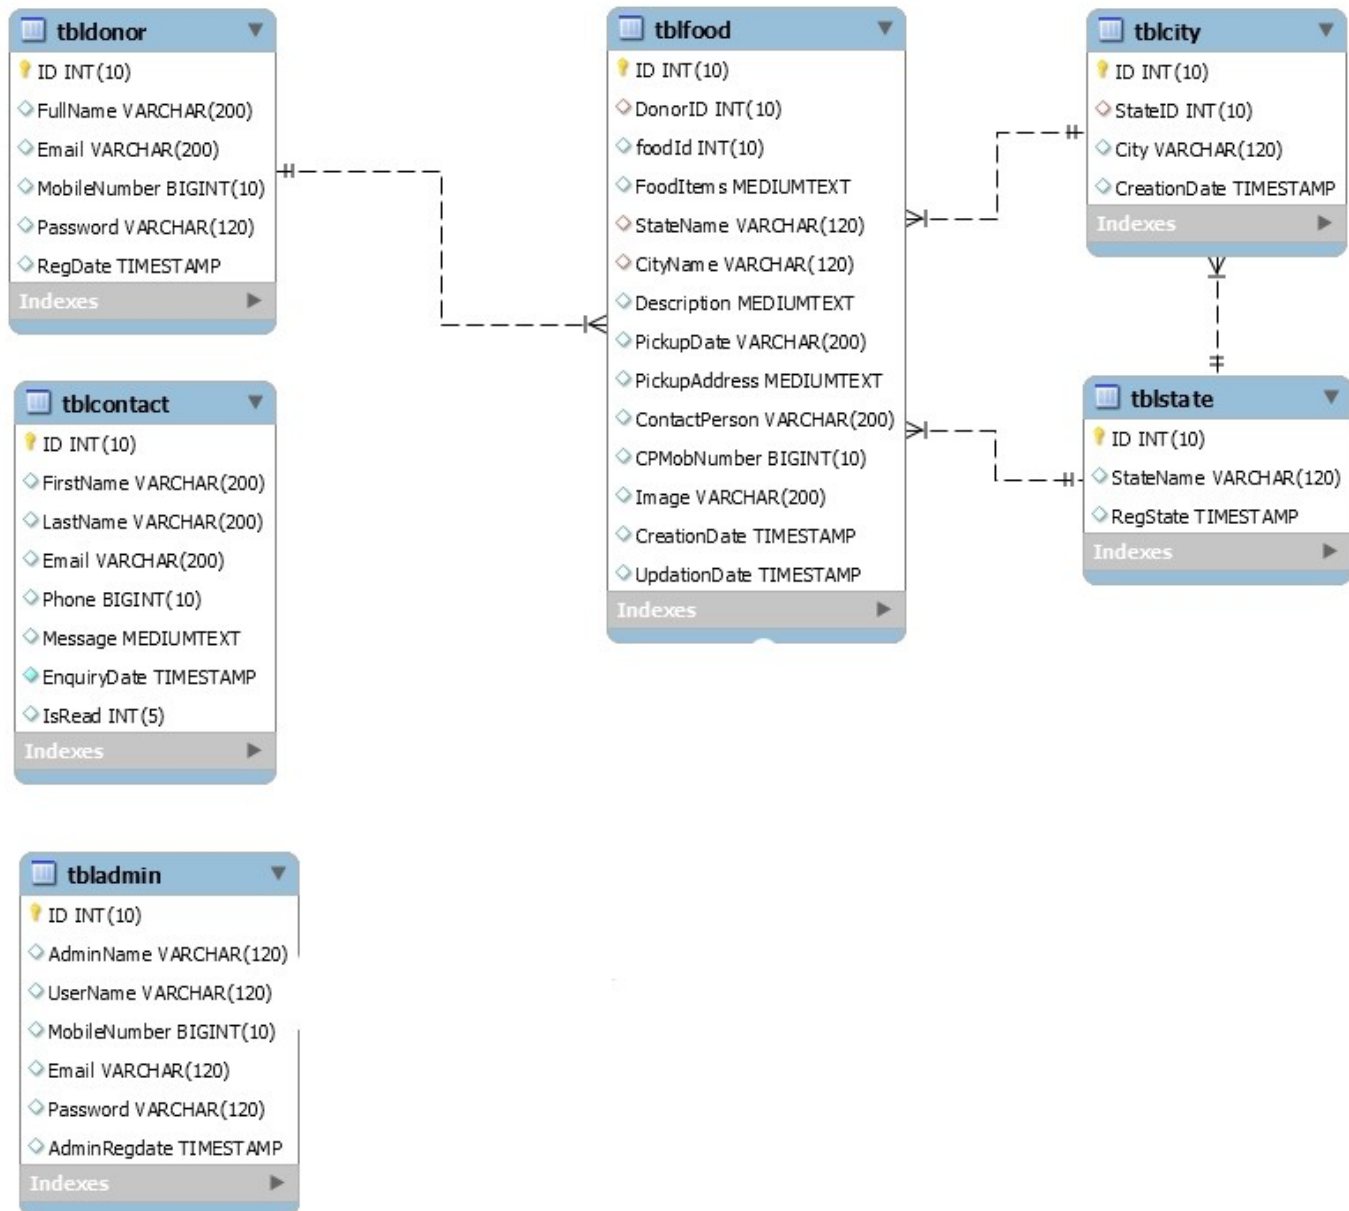 tbldonor
ID INT(10)
FullName VARCHAR(200)
Email VARCHAR(200)
MobileNumber BIGINT(10)
Password VARCHAR(120)
RegDate TIMESTAMP
Indexes
tblcontact
ID INT(10)
FirstName VARCHAR(200)
LastName VARCHAR(200)
Email VARCHAR(200)
Phone BIGINT(10)
Message MEDIUMTEXT
EnquiryDate TIMESTAMP
IsRead INT(5)
Indexes
tbladmin
ID INT(10)
AdminName VARCHAR(120)
UserName VARCHAR(120)
MobileNumber BIGINT(10)
Email VARCHAR(120)
Password VARCHAR(120)
AdminRegdate TIMESTAMP
Indexes
tblfood
ID INT(10)
DonorID INT(10)
foodId INT(10)
FoodItems MEDIUMTEXT
StateName VARCHAR(120)
CityName VARCHAR(120)
Description MEDIUMTEXT
PickupDate VARCHAR(200)
PickupAddress MEDIUMTEXT
ContactPerson VARCHAR(200)
CPMobNumber BIGINT(10)
Image VARCHAR(200)
CreationDate TIMESTAMP
UpdationDate TIMESTAMP
Indexes
tblcity
ID INT(10)
StateID INT(10)
City VARCHAR(120)
CreationDate TIMESTAMP
Indexes
tblstate
ID INT(10)
StateName VARCHAR(120)
RegState TIMESTAMP
Indexes